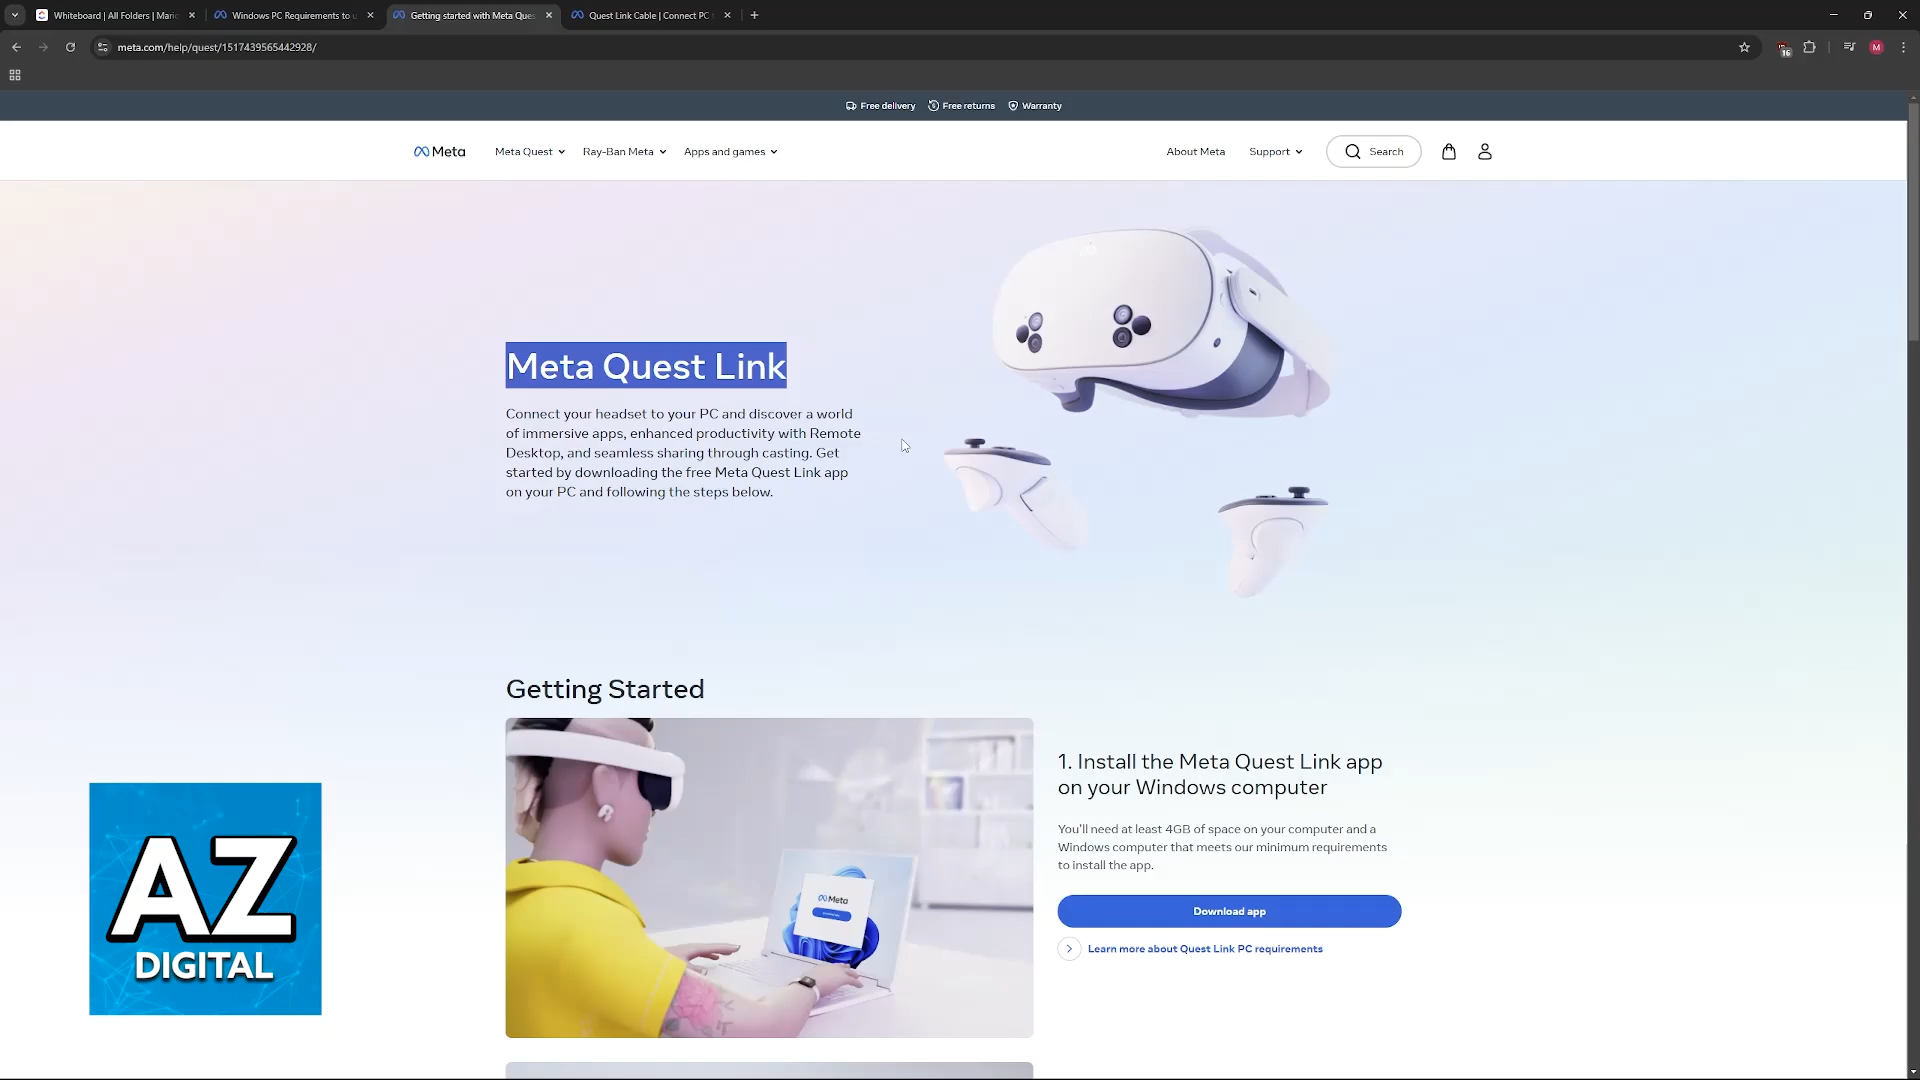 Whiteboard | All Folders | Mario
Windows PC Requirements to u
Getting started with Meta Ques
Quest Link Cable | Connect PC t
meta.com/help/quest/1517439565442928/
16
M
Free delivery
Free returns
Warranty
Meta
Meta Quest
Ray-Ban Meta
Apps and games
About Meta
Support
Search
Meta Quest Link
Connect your headset to your PC and discover a world
of immersive apps, enhanced productivity with Remote
Desktop, and seamless sharing through casting. Get
started by downloading the free Meta Quest Link app
on your PC and following the steps below.
Getting Started
1. Install the Meta Quest Link app
on your Windows computer
You'll need at least 4GB of space on your computer and a
Windows computer that meets our minimum requirements
to install the app.
Download app
Learn more about Quest Link PC requirements
Meta
AZ
DIGITAL